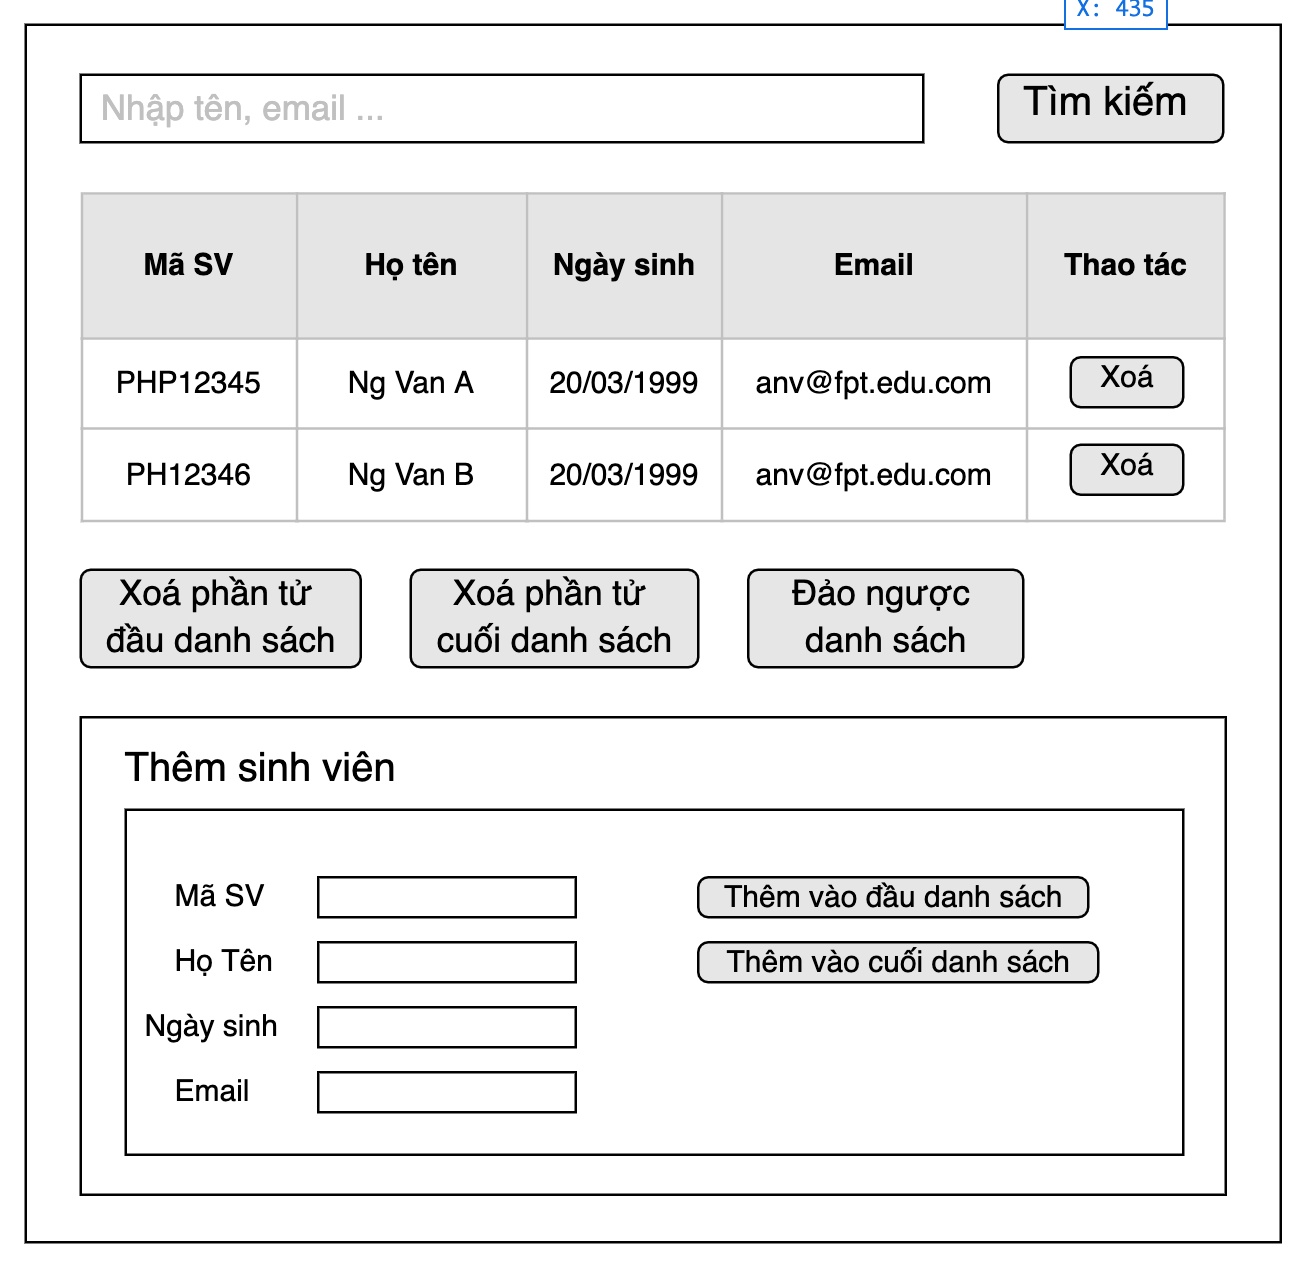 X: 435
Nhập tên, email ...
Tìm kiếm
Mã SV Họ tên Ngày sinh Email Thao tác
PHP12345 Ng Van A 20/03/1999 anv@fpt.edu.com Xoá
PH12346 Ng Van B 20/03/1999 anv@fpt.edu.com Xoá
Xoá phần tử
đầu danh sách
Xoá phần tử
cuối danh sách
Đảo ngược
danh sách
Thêm sinh viên
Mã SV
Thêm vào đầu danh sách
Họ Tên
Thêm vào cuối danh sách
Ngày sinh
Email